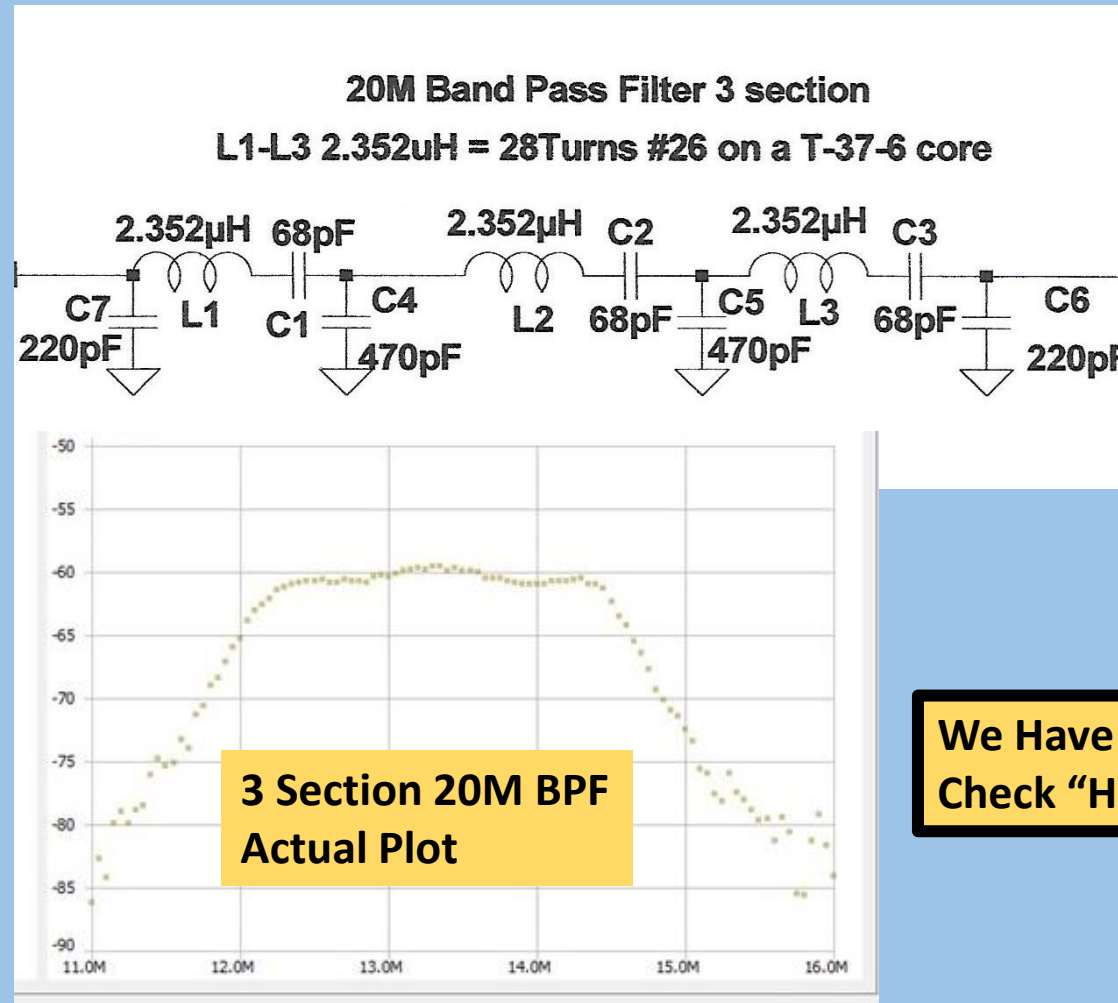 20M Band Pass Filter 3 section
L1-L3 2.352uH = 28Turns #26 on a T-37-6 core
2.352µH 68pF 2.352µH C2 2.352µH C3
C7 L1 C1 C4 L2 68pF C5 L3 68pF C6
220pF 470pF 470pF 220pF
-50
-55
-60
-65
-70
-75
-80
-85
-90
3 Section 20M BPF
Actual Plot
11.0M 12.0M 13.0M 14.0M 15.0M 16.0M
We Have
Check “H